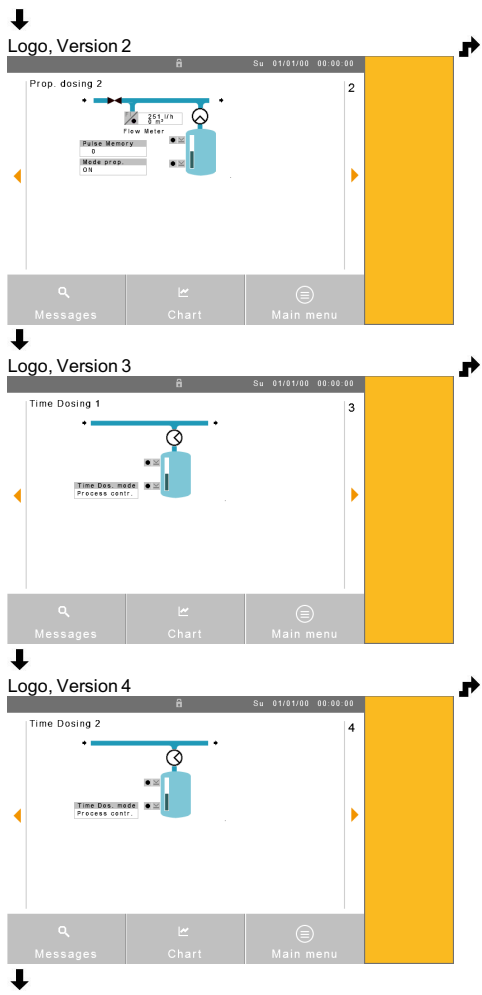 Logo, Version 2
Su 01/01/00 00:00:00
Prop. dosing 2
2
251 l/h
0 m³
Flow Meter
Pulse Memory
0
Mode prop.
ON
Messages Chart Main menu
Logo, Version 3
Su 01/01/00 00:00:00
Time Dosing 1
3
Time Dos. mode
Process contr.
Messages Chart Main menu
Logo, Version 4
Su 01/01/00 00:00:00
Time Dosing 2
4
Time Dos. mode
Process contr.
Messages Chart Main menu